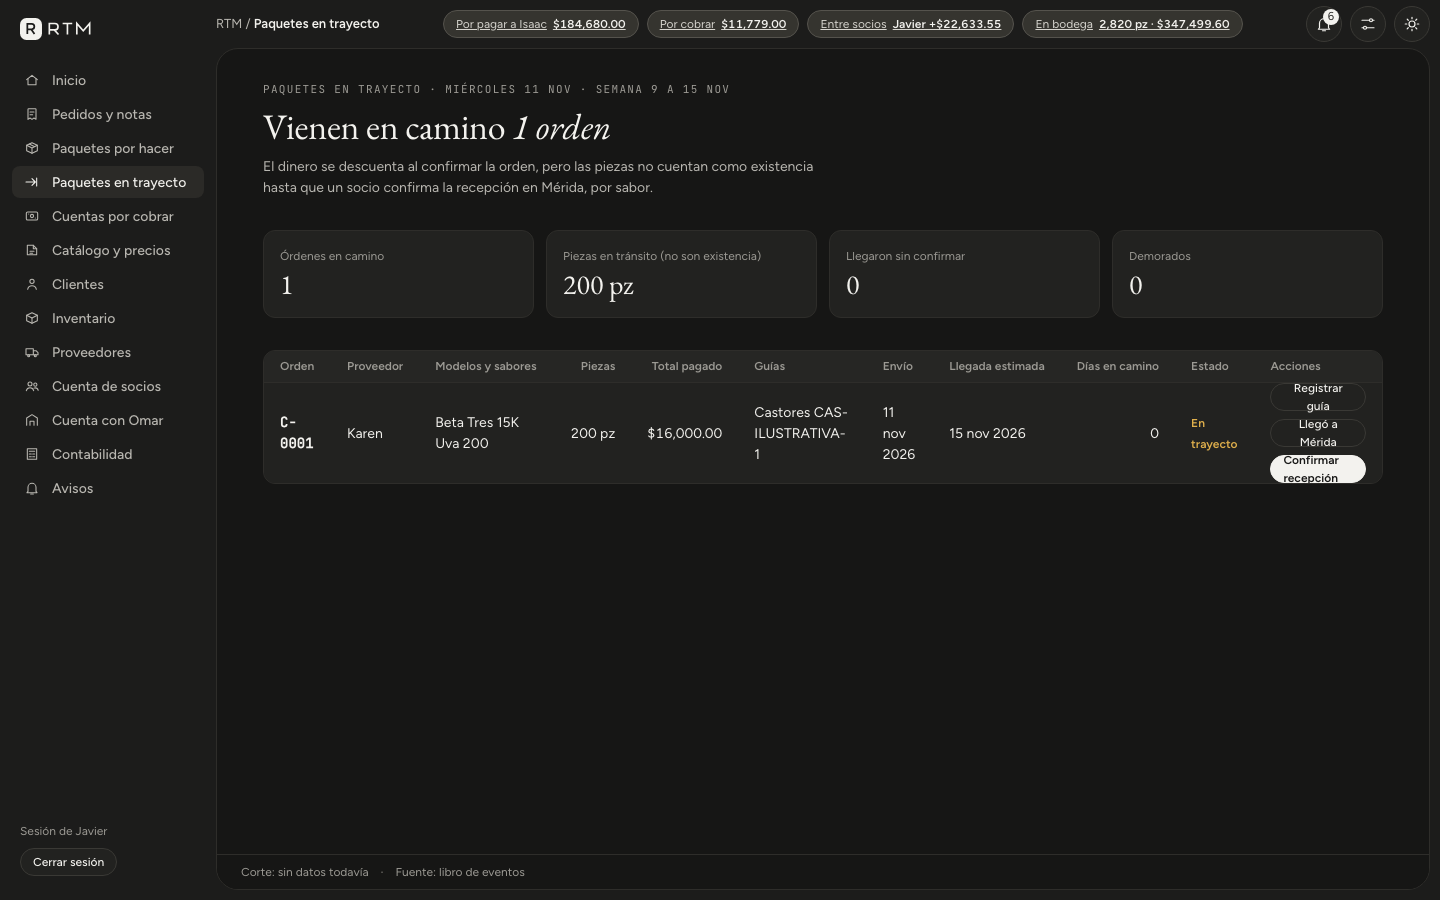 R RTM
RTM / Paquetes en trayecto
Por pagar a Isaac $184,680.00
Por cobrar $11,779.00
Entre socios Javier +$22,633.55
En bodega 2,820 pz · $347,499.60
6
Inicio
Pedidos y notas
Paquetes por hacer
Paquetes en trayecto
Cuentas por cobrar
Catálogo y precios
Clientes
Inventario
Proveedores
Cuenta de socios
Cuenta con Omar
Contabilidad
Avisos
Sesión de Javier
Cerrar sesión
PAQUETES EN TRAYECTO · MIÉRCOLES 11 NOV · SEMANA 9 A 15 NOV
Vienen en camino 1 orden
El dinero se descuenta al confirmar la orden, pero las piezas no cuentan como existencia
hasta que un socio confirma la recepción en Mérida, por sabor.
Órdenes en camino
1
Piezas en tránsito (no son existencia)
200 pz
Llegaron sin confirmar
0
Demorados
0
Orden Proveedor Modelos y sabores Piezas Total pagado Guías Envío Llegada estimada Días en camino Estado Acciones
C-
0001
Karen
Beta Tres 15K
Uva 200
200 pz
$16,000.00
Castores CAS-
ILUSTRATIVA-
1
11
nov
2026
15 nov 2026
0
En
trayecto
Registrar
guía
Llegó a
Mérida
Confirmar
recepción
Corte: sin datos todavía · Fuente: libro de eventos